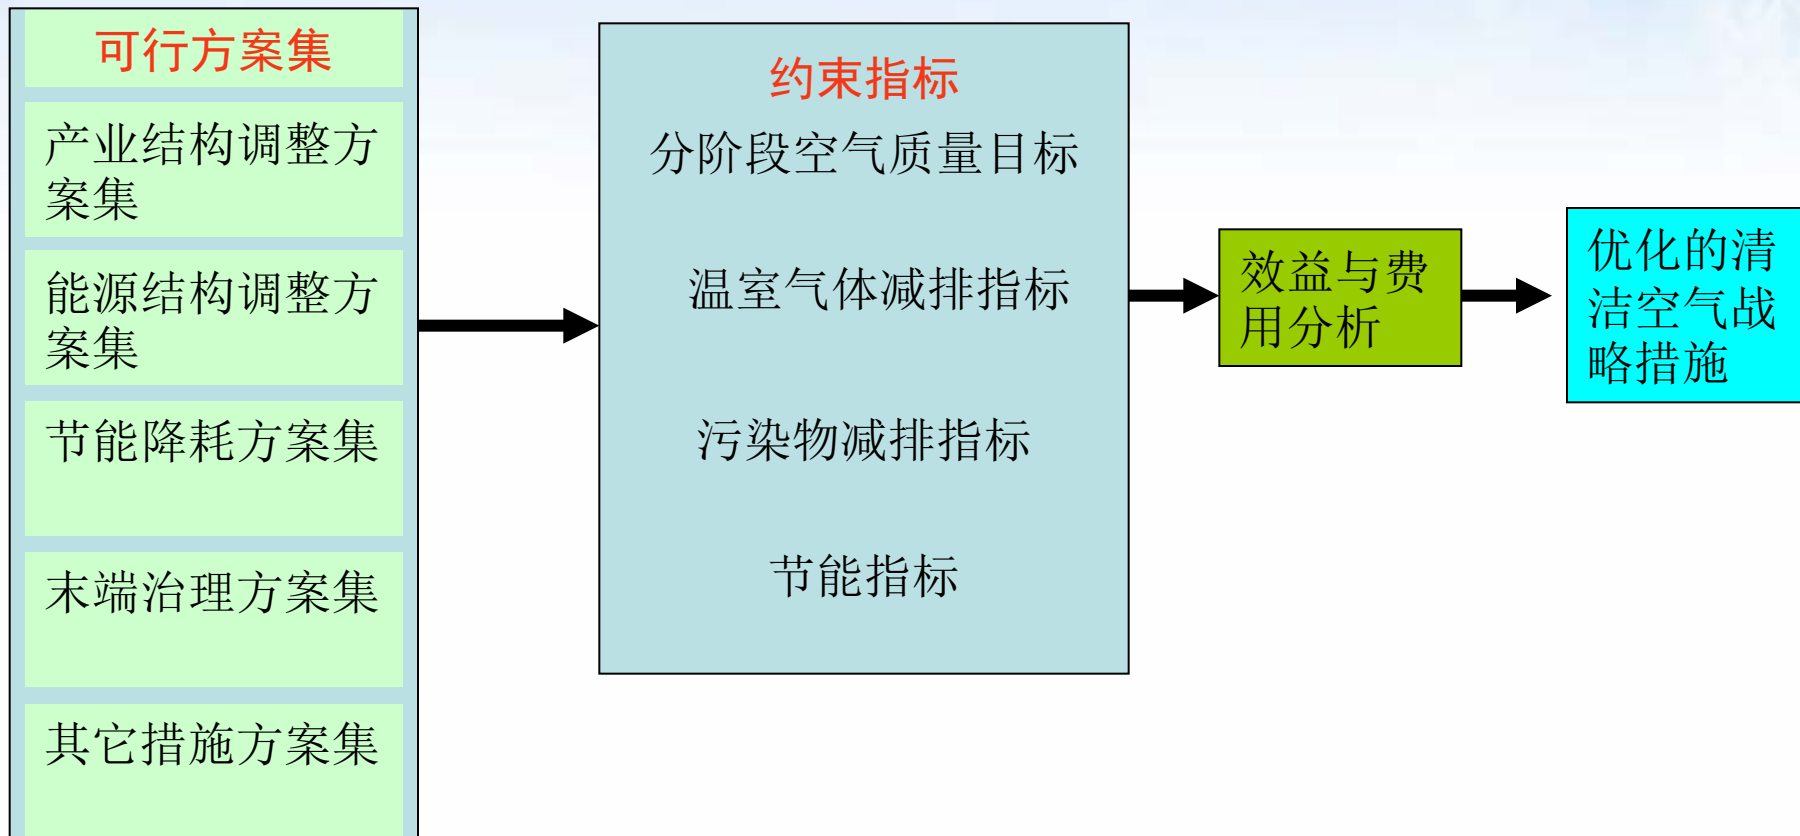 可行方案集
产业结构调整方
案集
能源结构调整方
案集
节能降耗方案集
末端治理方案集
其它措施方案集
约束指标
分阶段空气质量目标
温室气体减排指标
污染物减排指标
节能指标
效益与费
用分析
优化的清
洁空气战
略措施